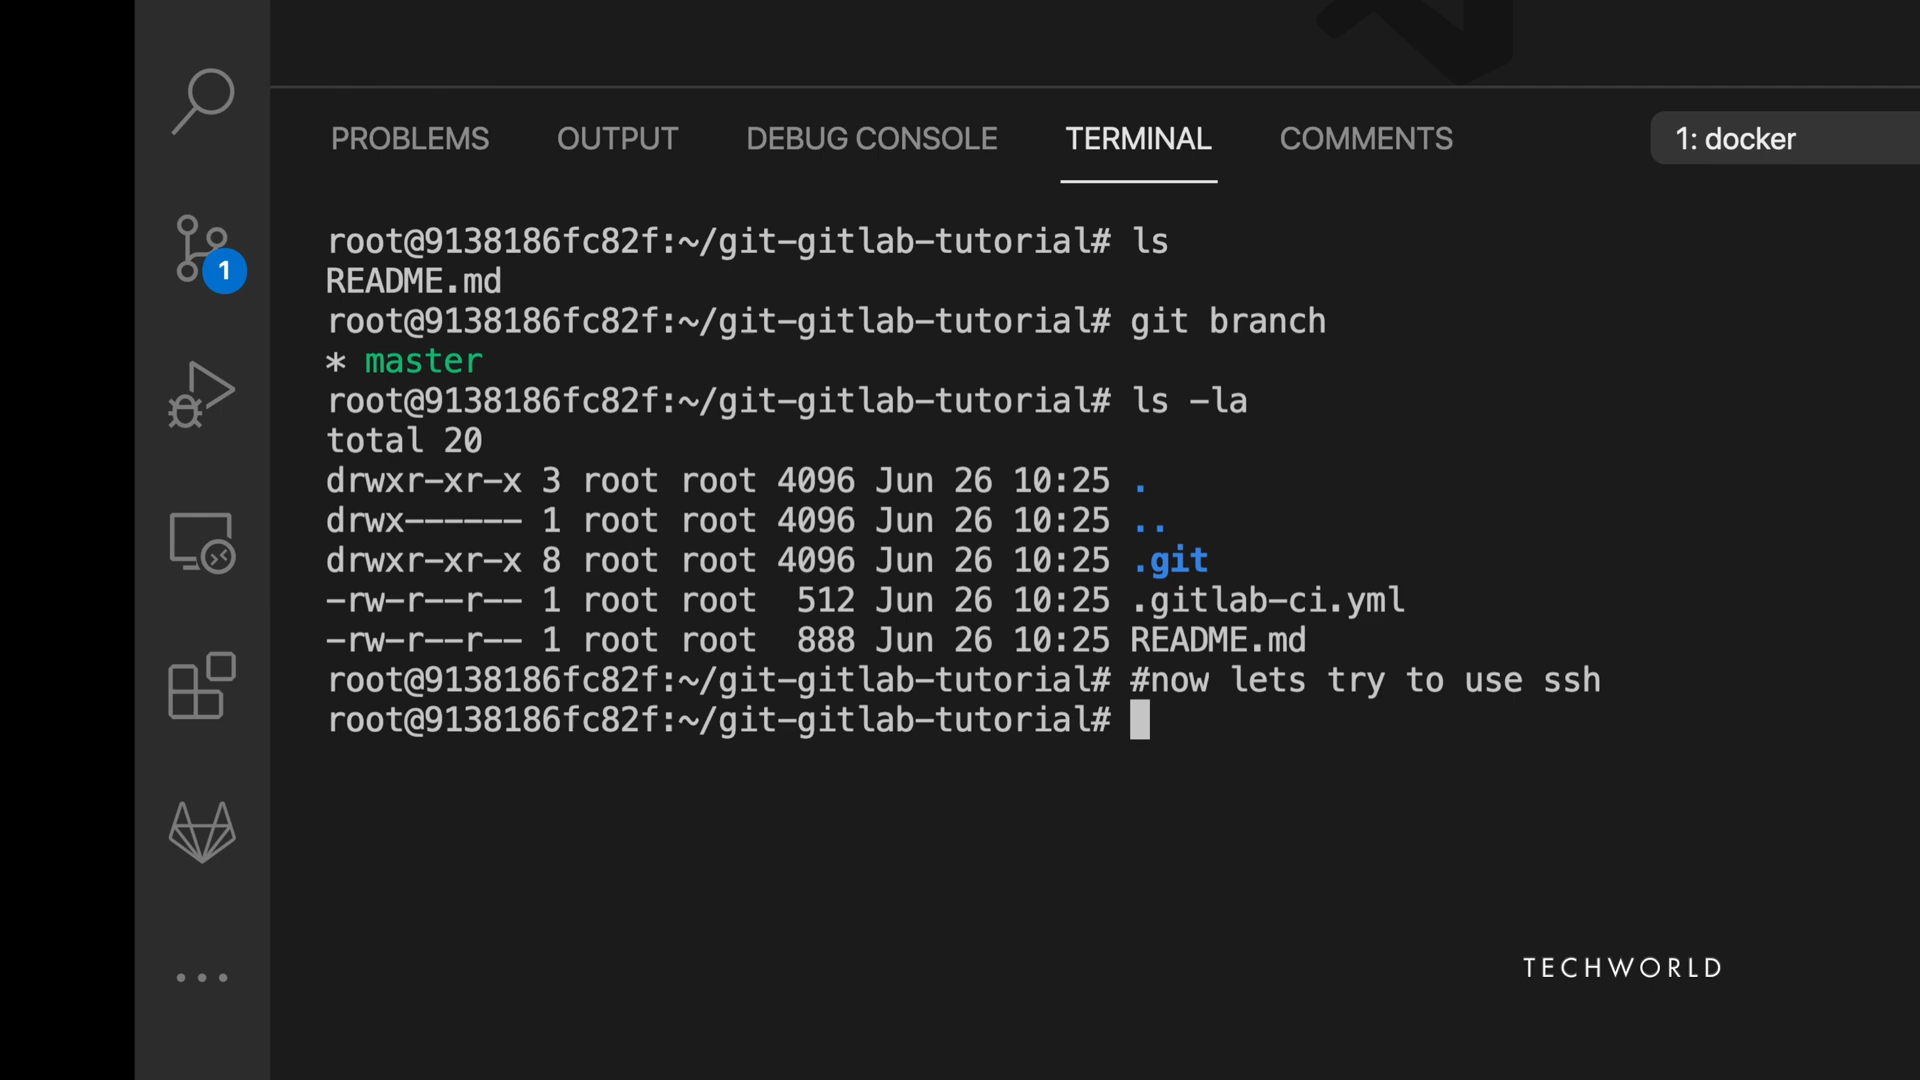 PROBLEMS OUTPUT DEBUG CONSOLE TERMINAL COMMENTS 1: docker
root@9138186fc82f:~/git-gitlab-tutorial# ls
README.md
root@9138186fc82f:~/git-gitlab-tutorial# git branch
* master
root@9138186fc82f:~/git-gitlab-tutorial# ls -la
total 20
drwxr-xr-x 3 root root 4096 Jun 26 10:25 .
drwx------ 1 root root 4096 Jun 26 10:25 ..
drwxr-xr-x 8 root root 4096 Jun 26 10:25 .git
-rw-r--r-- 1 root root  512 Jun 26 10:25 .gitlab-ci.yml
-rw-r--r-- 1 root root  888 Jun 26 10:25 README.md
root@9138186fc82f:~/git-gitlab-tutorial# #now lets try to use ssh
root@9138186fc82f:~/git-gitlab-tutorial#
1
TECHWORLD